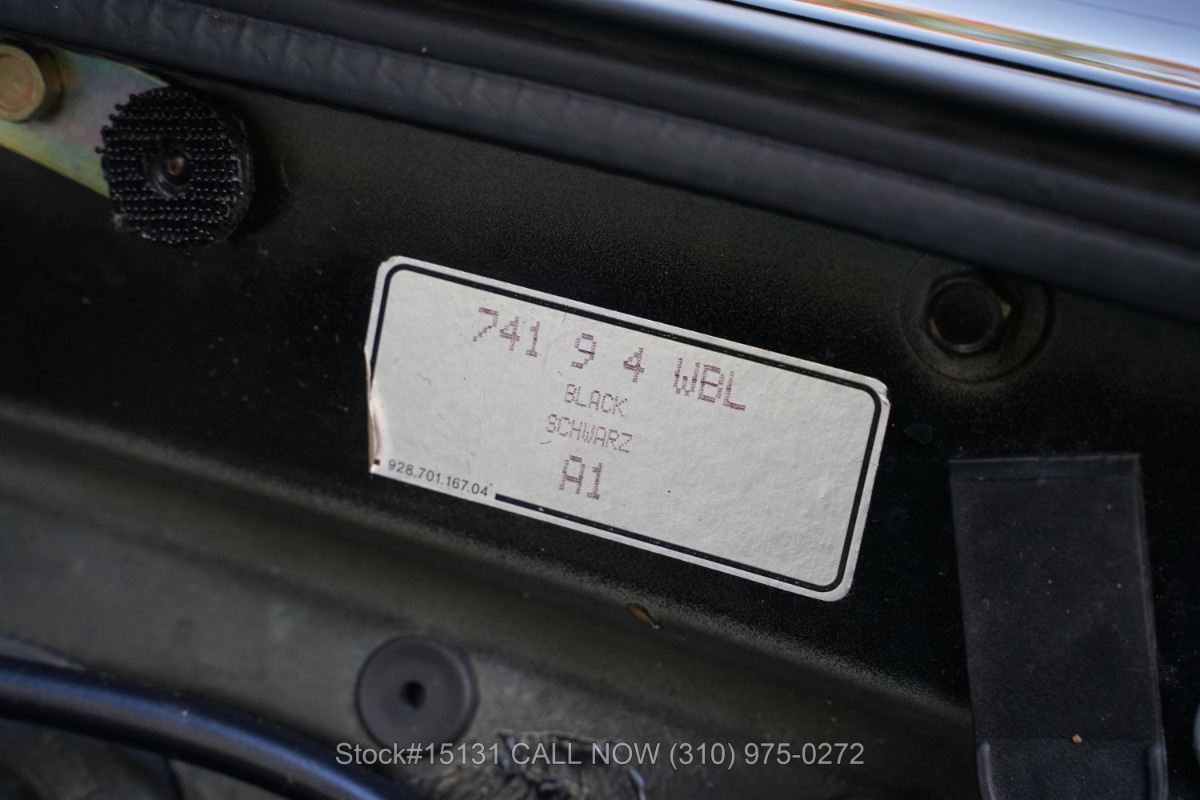 741 9 4 WBL
BLACK
SCHWARZ
A1
928.701.167.04
Stock#15131 CALL NOW (310) 975-0272